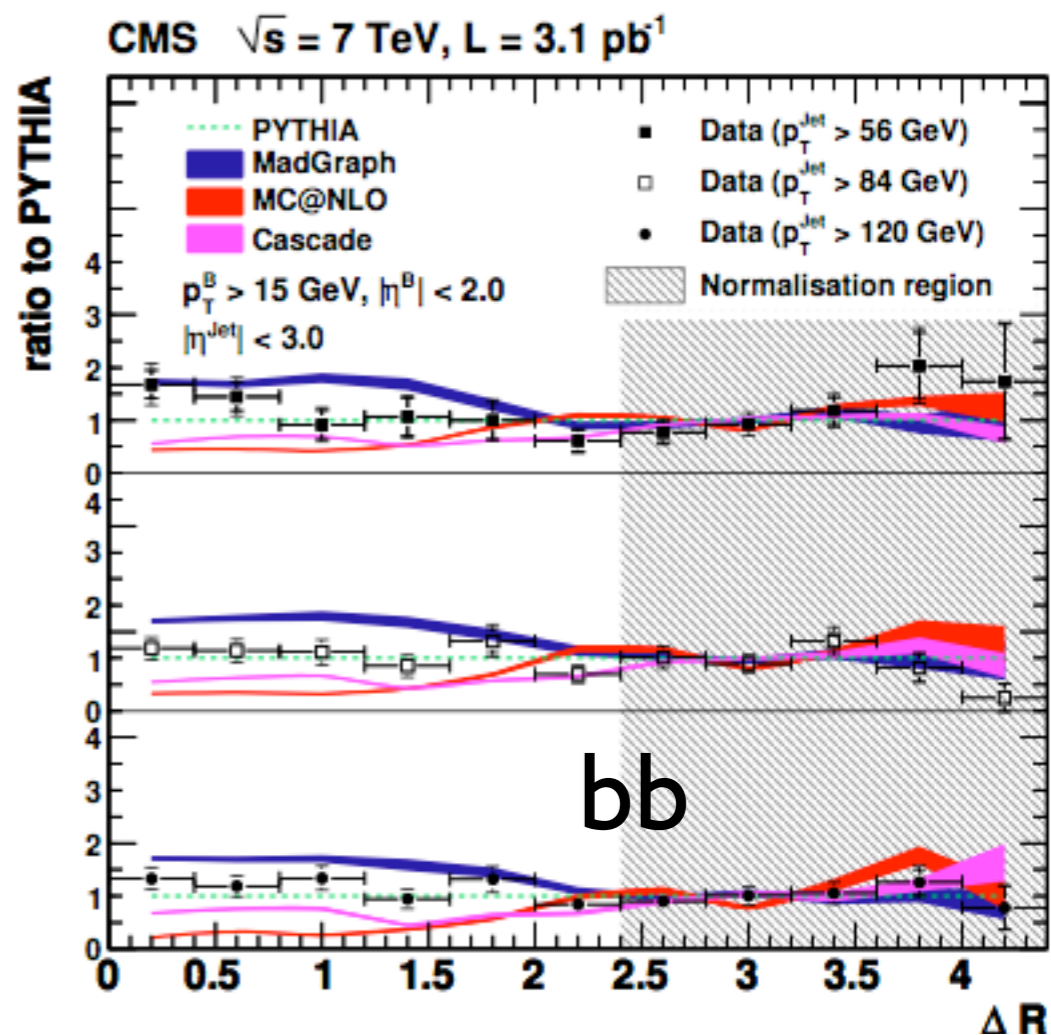 CMS √s = 7 TeV, L = 3.1 pb⁻¹
ratio to PYTHIA
PYTHIA
MadGraph
MC@NLO
Cascade
p_T^B > 15 GeV, |η^B| < 2.0
|η^Jet| < 3.0
Data (p_T^Jet > 56 GeV)
Data (p_T^Jet > 84 GeV)
Data (p_T^Jet > 120 GeV)
Normalisation region
4
3
2
1
0
4
3
2
1
0
bb
4
3
2
1
0
0 0.5 1 1.5 2 2.5 3 3.5 4
Δ R